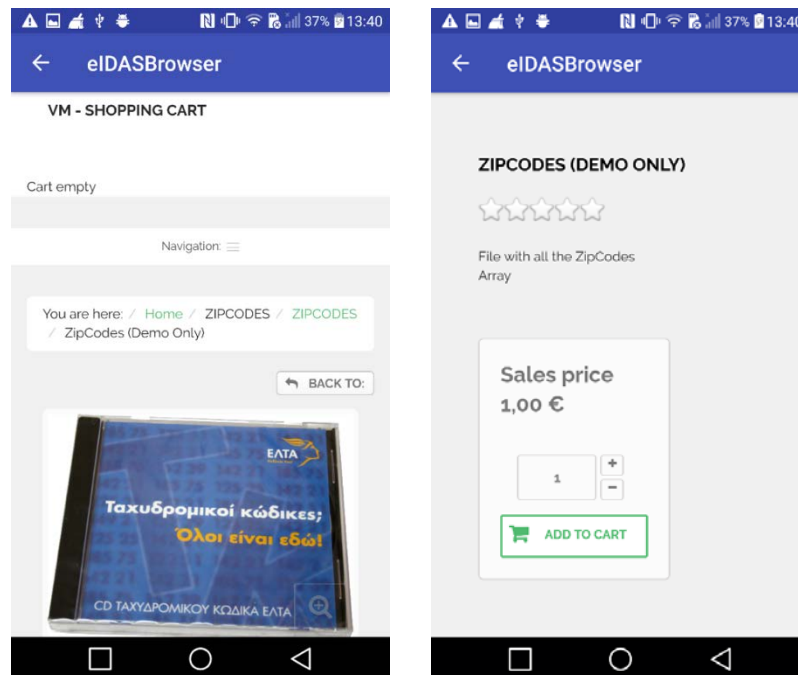 37% 13:40
eIDASBrowser
VM - SHOPPING CART
Cart empty
Navigation:
You are here: / Home / ZIPCODES / ZIPCODES
/ ZipCodes (Demo Only)
BACK TO:
ΕΛΤΑ
Ταχυδρομικοί κώδικες;
Όλοι είναι εδώ!
CD ΤΑΧΥΔΡΟΜΙΚΟΥ ΚΩΔΙΚΑ ΕΛΤΑ
37% 13:40
eIDASBrowser
ZIPCODES (DEMO ONLY)
File with all the ZipCodes
Array
Sales price
1,00 €
1
+
-
ADD TO CART